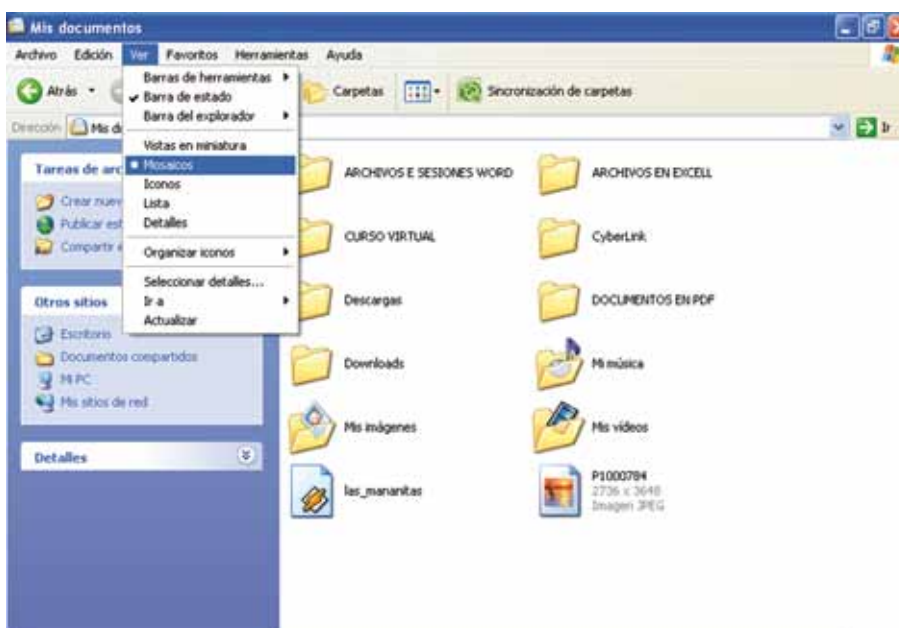 Mis documentos
Archivo Edición Ver Favoritos Herramientas Ayuda
Atrás Carpetas Sincronización de carpetas
Dirección Mis d Ir
Barras de herramientas
Barra de estado
Barra del explorador
Vistas en miniatura
Mosaicos
Iconos
Lista
Detalles
Organizar iconos
Seleccionar detalles...
Ir a
Actualizar
Tareas de arc
Crear nuev
Publicar est
Compartir e
Otros sitios
Escritorio
Documentos compartidos
Mi PC
Mis sitios de red
Detalles
ARCHIVOS E SESIONES WORD ARCHIVOS EN EXCELL
CURSO VIRTUAL CyberLink
Descargas DOCUMENTOS EN PDF
Downloads Mi música
Mis imágenes Mis vídeos
las_mananitas P1000784
2736 x 3648
Imagen JPEG